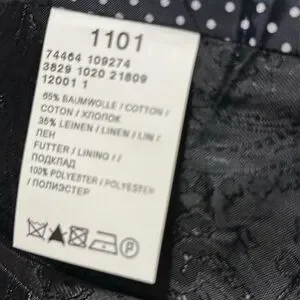 1101
74464 109274
3829 1020 21809
12001 1
65% BAUMWOLLE / COTTON /
COTON / ХЛОПОК
35% LEINEN / LINEN / LIN /
ЛЕН
FUTTER / LINING / /
ПОДКЛАД
100% POLYESTER / POLYESTER
/ ПОЛИЭСТЕР